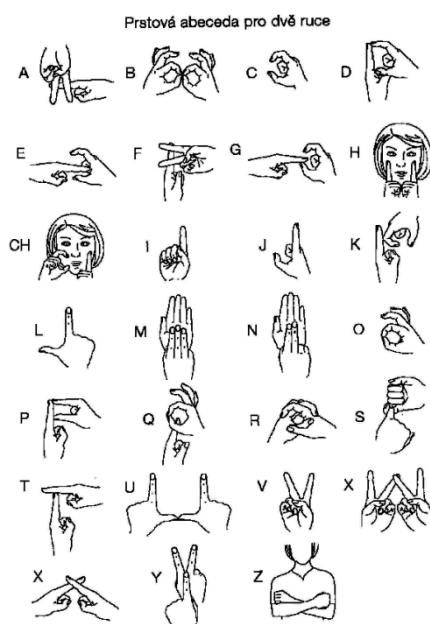 Prstová abeceda pro dvě ruce
A B C D
E F G H
CH I J K
L M N O
P Q R S
T U V X
X Y Z